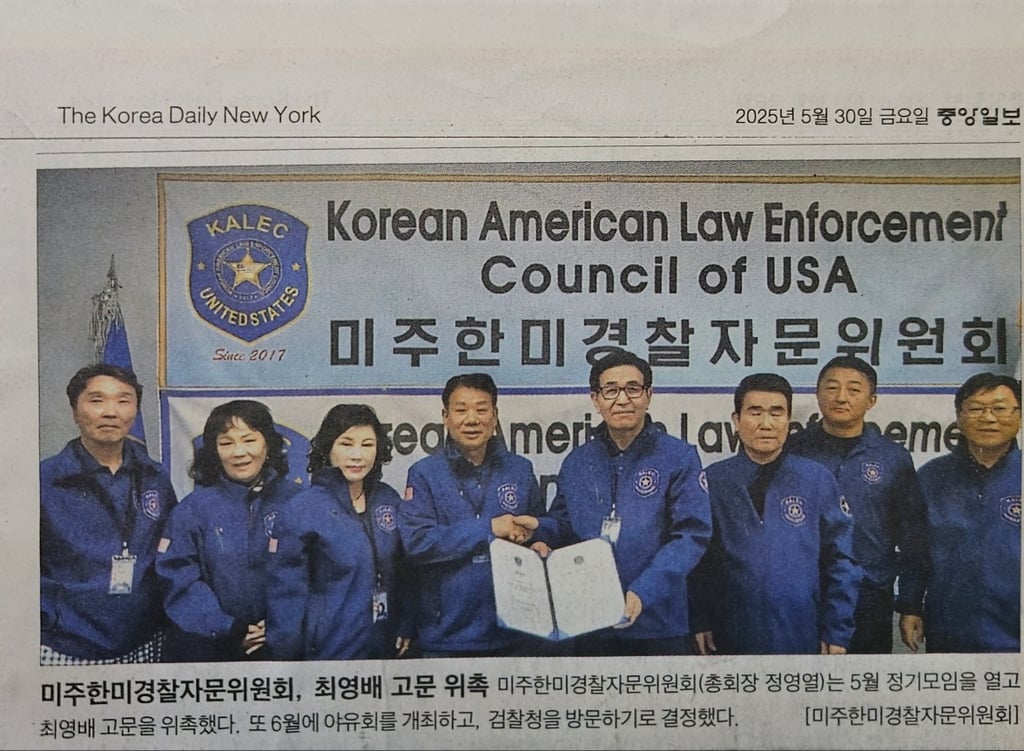 The Korea Daily New York
2025년 5월 30일 금요일 중앙일보
KALEC
UNITED STATES
Since 2017
Korean American Law Enforcement
Council of USA
미주한미경찰자문위원회
KALEC
KALEC
미주한미경찰자문위원회, 최영배 고문 위촉 미주한미경찰자문위원회(총회장 정영열)는 5월 정기모임을 열고
최영배 고문을 위촉했다. 또 6월에 야유회를 개최하고, 검찰청을 방문하기로 결정했다. [미주한미경찰자문위원회]